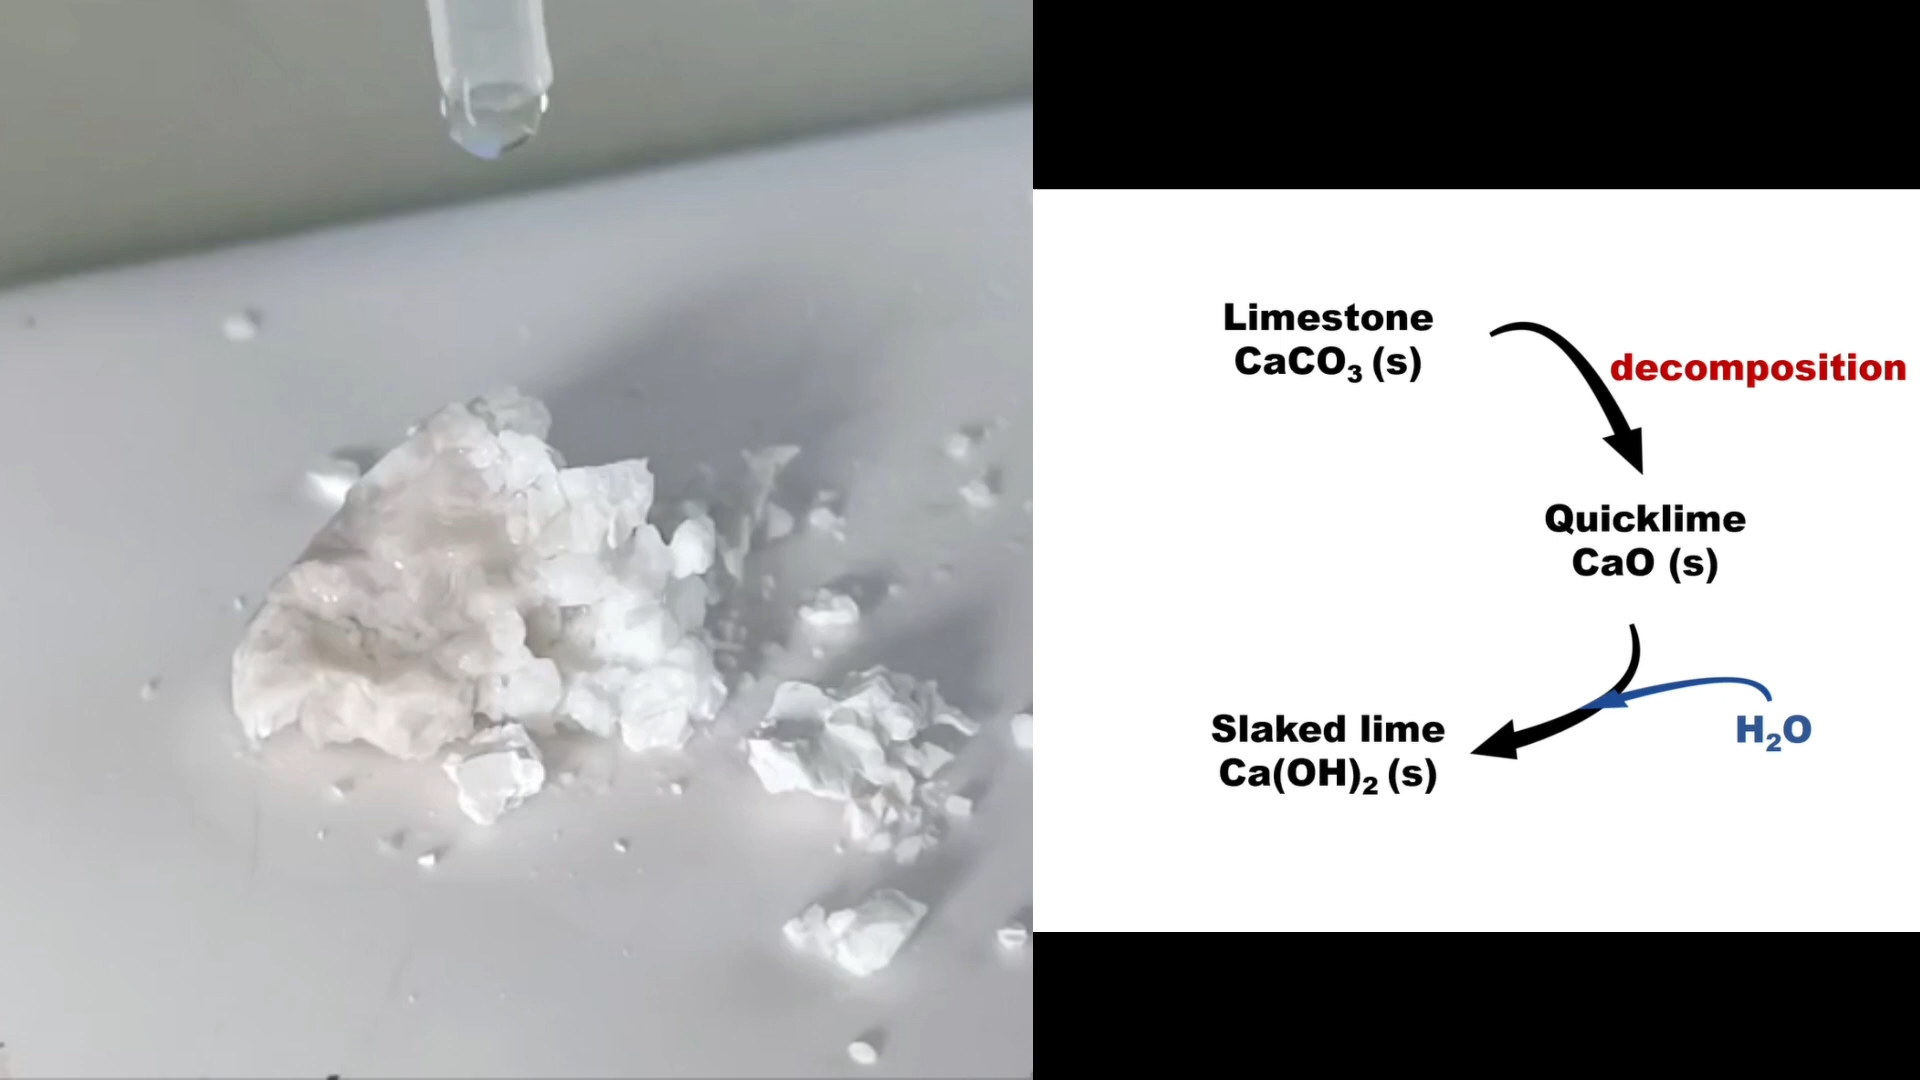 Limestone
CaCO₃ (s)
decomposition
Quicklime
CaO (s)
Slaked lime
Ca(OH)₂ (s)
H₂O